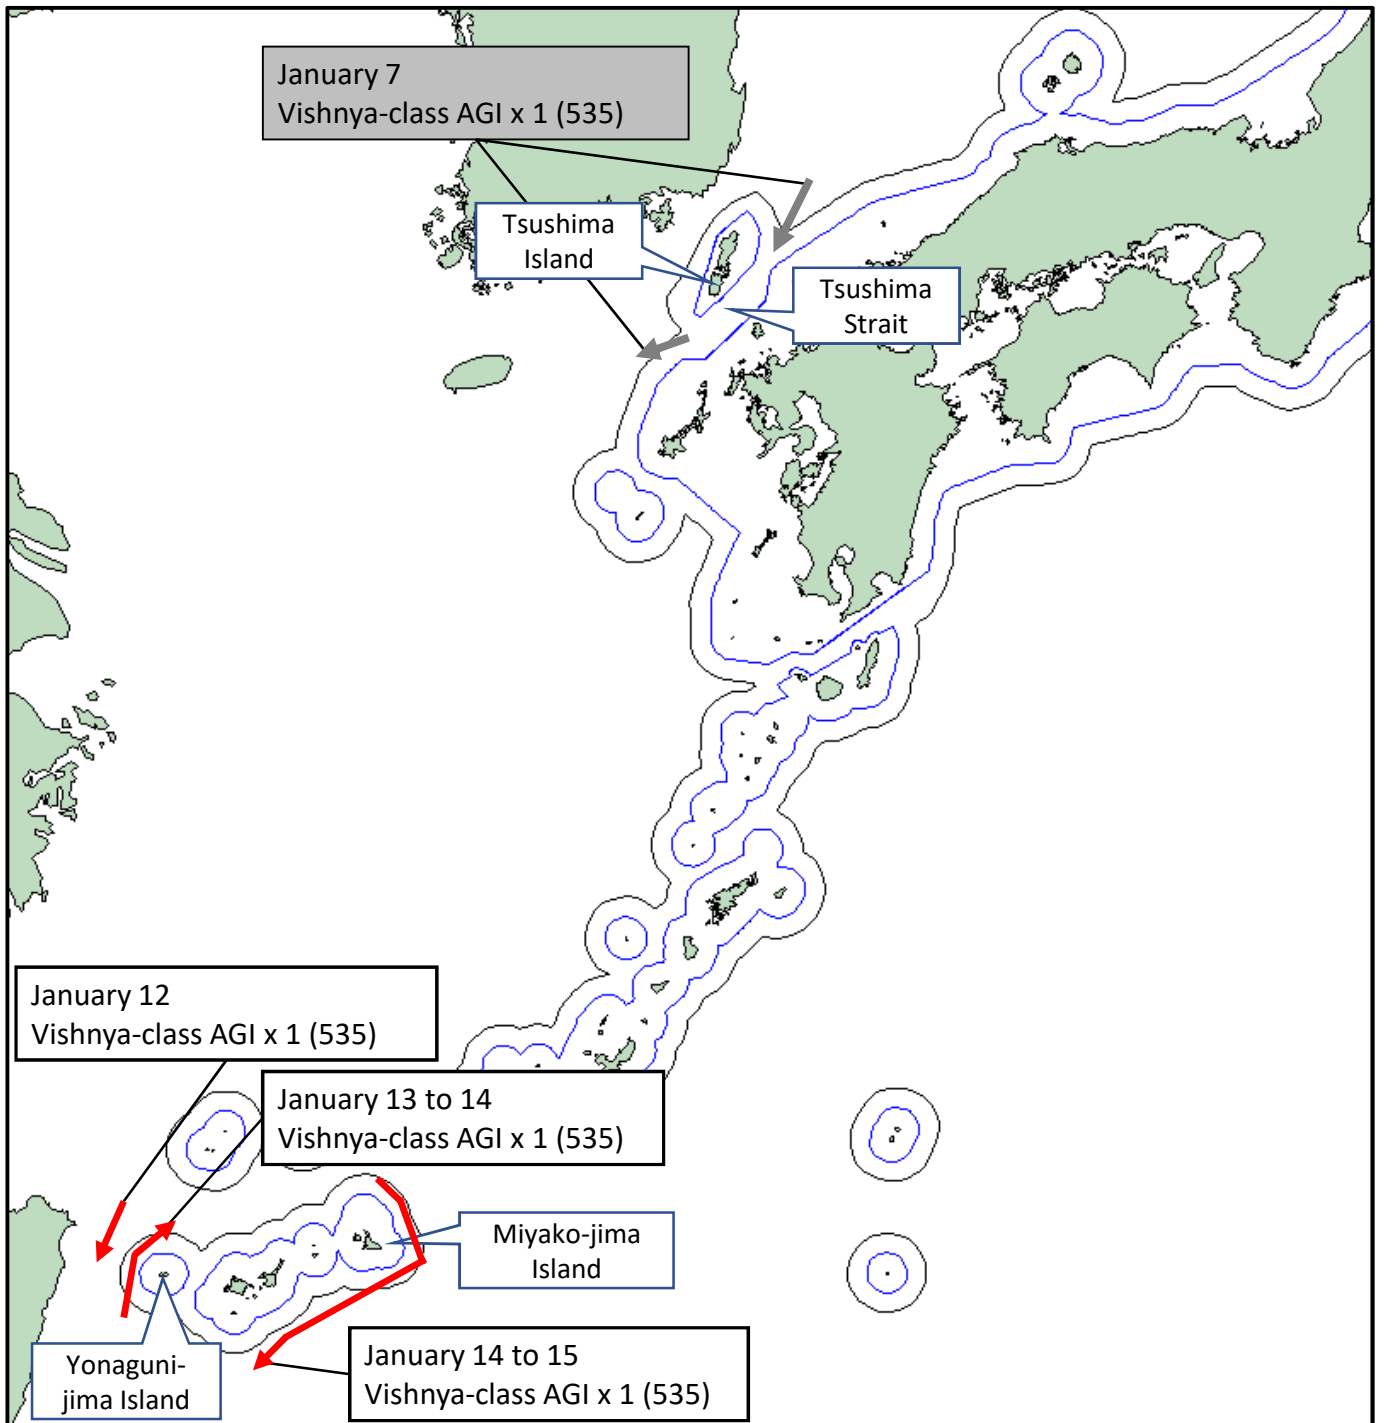 January 7
Vishnya-class AGI x 1 (535)
Tsushima
Island
Tsushima
Strait
January 12
Vishnya-class AGI x 1 (535)
January 13 to 14
Vishnya-class AGI x 1 (535)
Miyako-jima
Island
Yonaguni-
jima Island
January 14 to 15
Vishnya-class AGI x 1 (535)